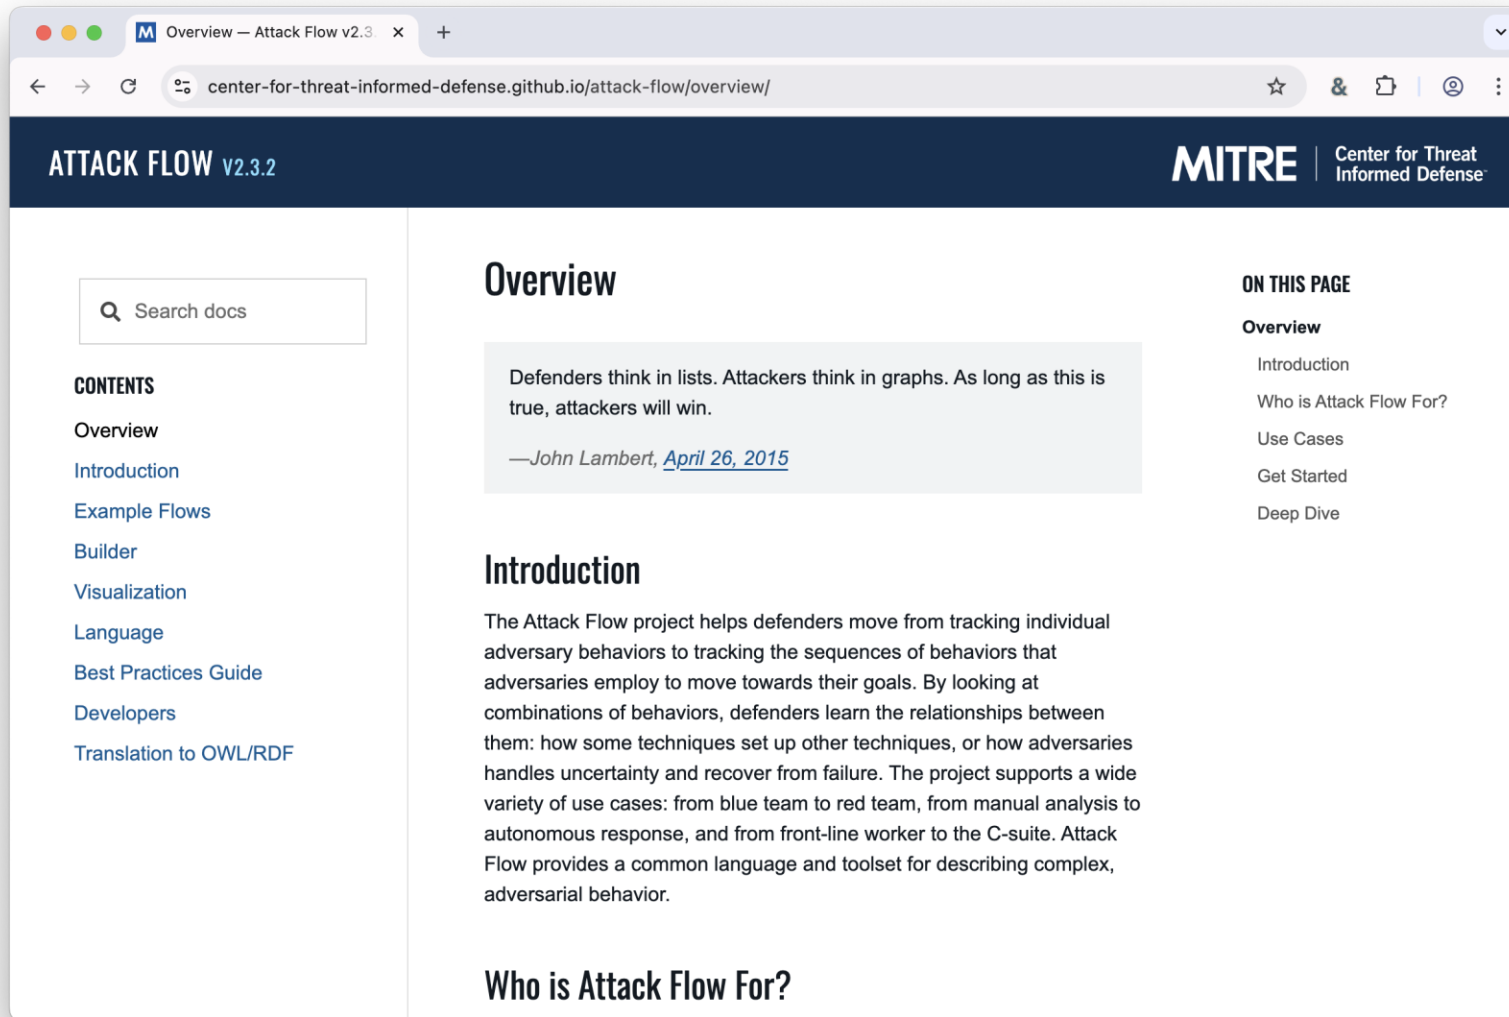 Overview — Attack Flow v2.3.
center-for-threat-informed-defense.github.io/attack-flow/overview/
ATTACK FLOW V2.3.2
MITRE
Center for Threat
Informed Defense
Search docs
CONTENTS
Overview
Introduction
Example Flows
Builder
Visualization
Language
Best Practices Guide
Developers
Translation to OWL/RDF
Overview
Defenders think in lists. Attackers think in graphs. As long as this is
true, attackers will win.
—John Lambert, April 26, 2015
Introduction
The Attack Flow project helps defenders move from tracking individual
adversary behaviors to tracking the sequences of behaviors that
adversaries employ to move towards their goals. By looking at
combinations of behaviors, defenders learn the relationships between
them: how some techniques set up other techniques, or how adversaries
handles uncertainty and recover from failure. The project supports a wide
variety of use cases: from blue team to red team, from manual analysis to
autonomous response, and from front-line worker to the C-suite. Attack
Flow provides a common language and toolset for describing complex,
adversarial behavior.
Who is Attack Flow For?
ON THIS PAGE
Overview
Introduction
Who is Attack Flow For?
Use Cases
Get Started
Deep Dive